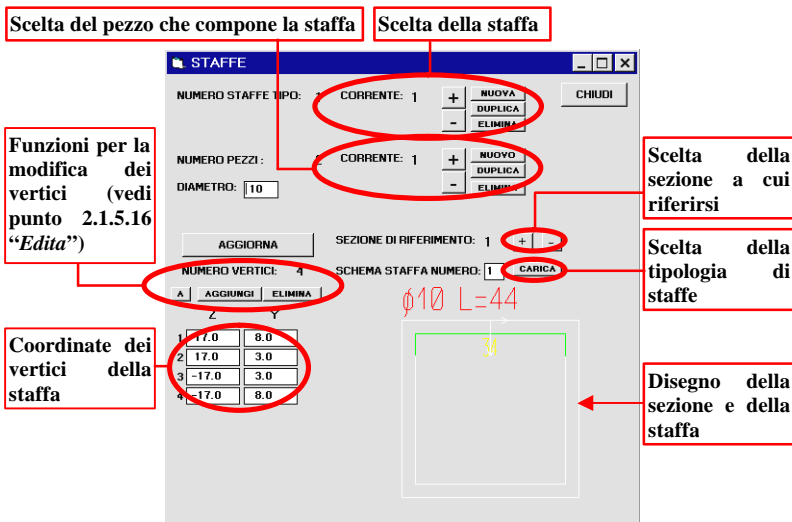 Scelta del pezzo che compone la staffa
Scelta della staffa
STAFFE
NUMERO STAFFE TIPO:
CORRENTE: 1
+
NUOVA
DUPLICA
-
ELIMINA
CHIUDI
Funzioni per la
modifica dei
vertici (vedi
punto 2.1.5.16
“Edita”)
NUMERO PEZZI :
CORRENTE: 1
+
NUOVO
DUPLICA
-
ELIMINA
DIAMETRO: 10
Scelta della
sezione a cui
riferirsi
AGGIORNA
SEZIONE DI RIFERIMENTO: 1
+ -
NUMERO VERTICI: 4
SCHEMA STAFFA NUMERO: 1 CARICA
Scelta della
tipologia di
staffe
A AGGIUNGI ELIMINA
ϕ10 L=44
Z Y
1 17.0 8.0
2 17.0 3.0
3 -17.0 3.0
4 -17.0 8.0
Coordinate dei
vertici della
staffa
Disegno della
sezione e della
staffa